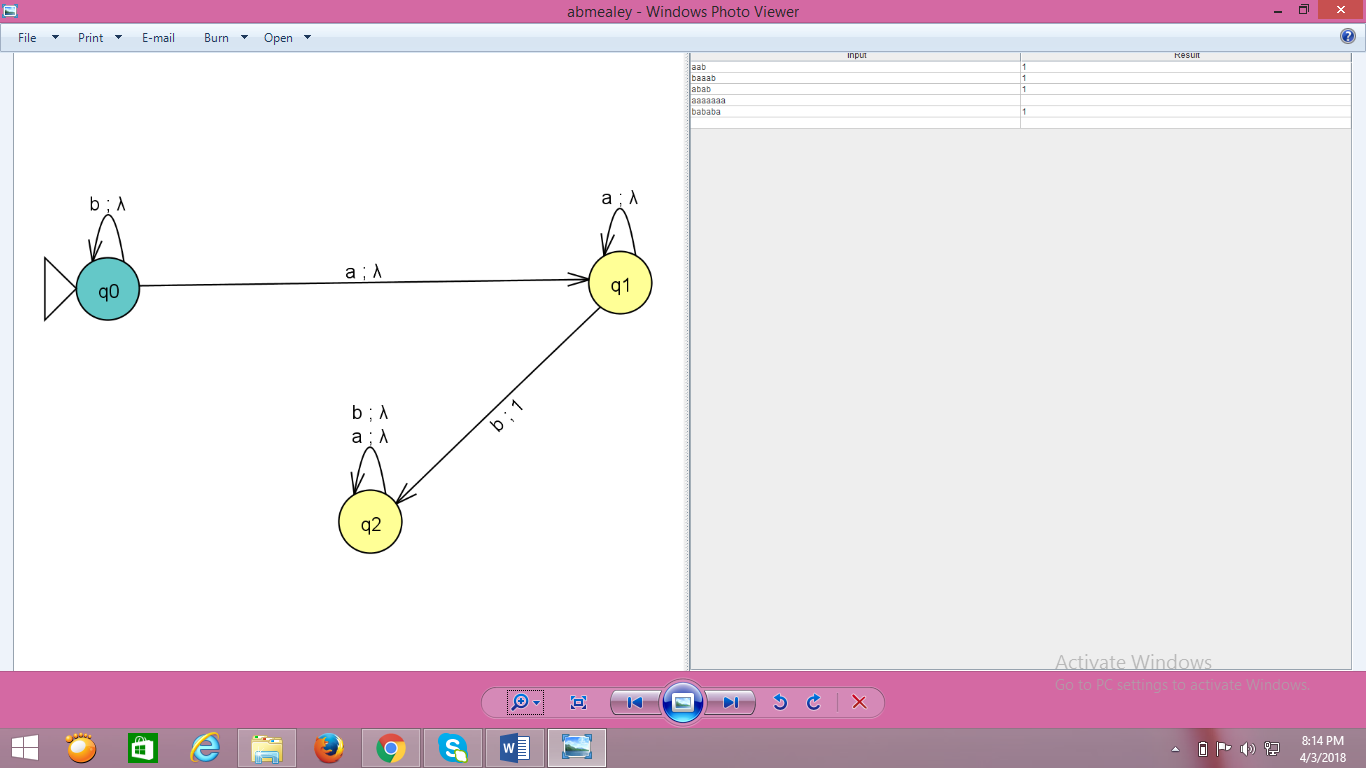 abmealey - Windows Photo Viewer
File Print E-mail Burn Open
Input Result
aab 1
baaab 1
abab 1
aaaaaaa
bababa 1
b ; λ
a ; λ
a ; λ
q0
q1
b ; 1
b ; λ
a ; λ
q2
Activate Windows
Go to PC settings to activate Windows.
8:14 PM
4/3/2018